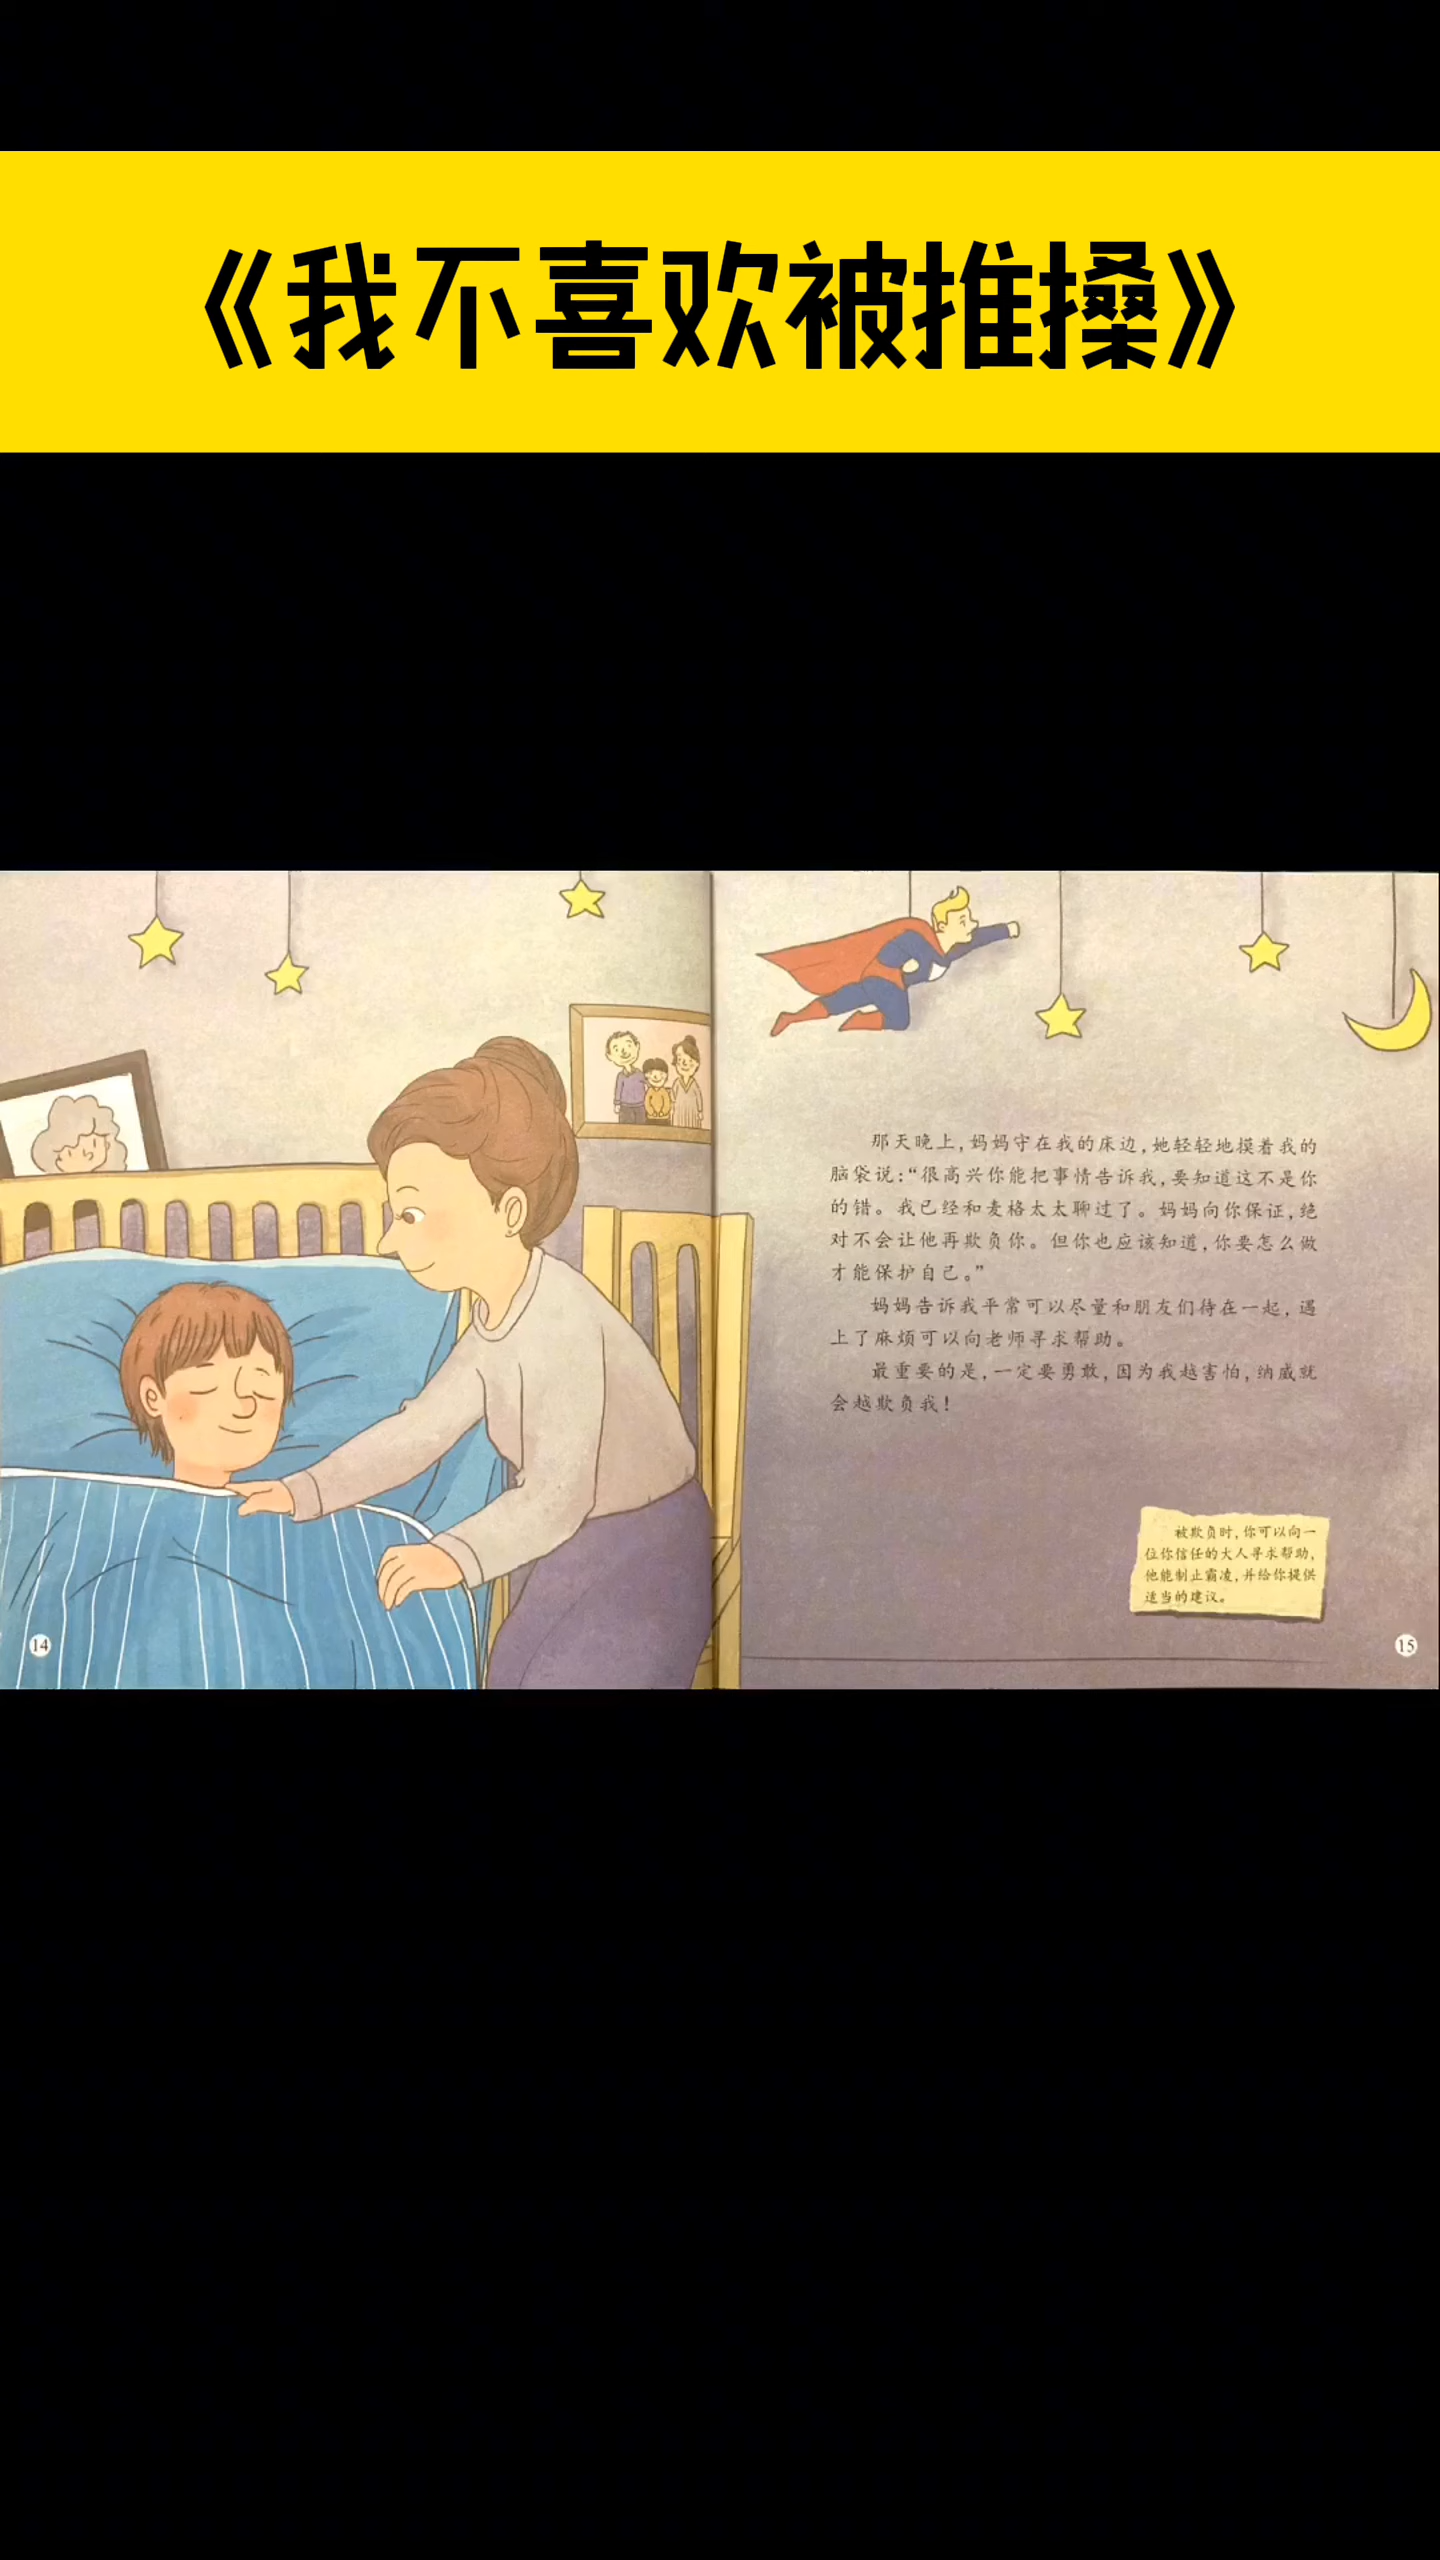 《我不喜欢被推搡》
那天晚上，妈妈守在我的床边，她轻轻地摸着我的
脑袋说：“很高兴你能把事情告诉我，要知道这不是你
的错。我已经和麦格太太聊过了。妈妈向你保证，绝
对不会让他再欺负你。但你也应该知道，你要怎么做
才能保护自己。”
妈妈告诉我平常可以尽量和朋友们待在一起，遇
上了麻烦可以向老师寻求帮助。
最重要的是，一定要勇敢，因为我越害怕，纳威就
会越欺负我！
被欺负时，你可以向一
位你信任的大人寻求帮助，
他能制止霸凌，并给你提供
适当的建议。
14
15